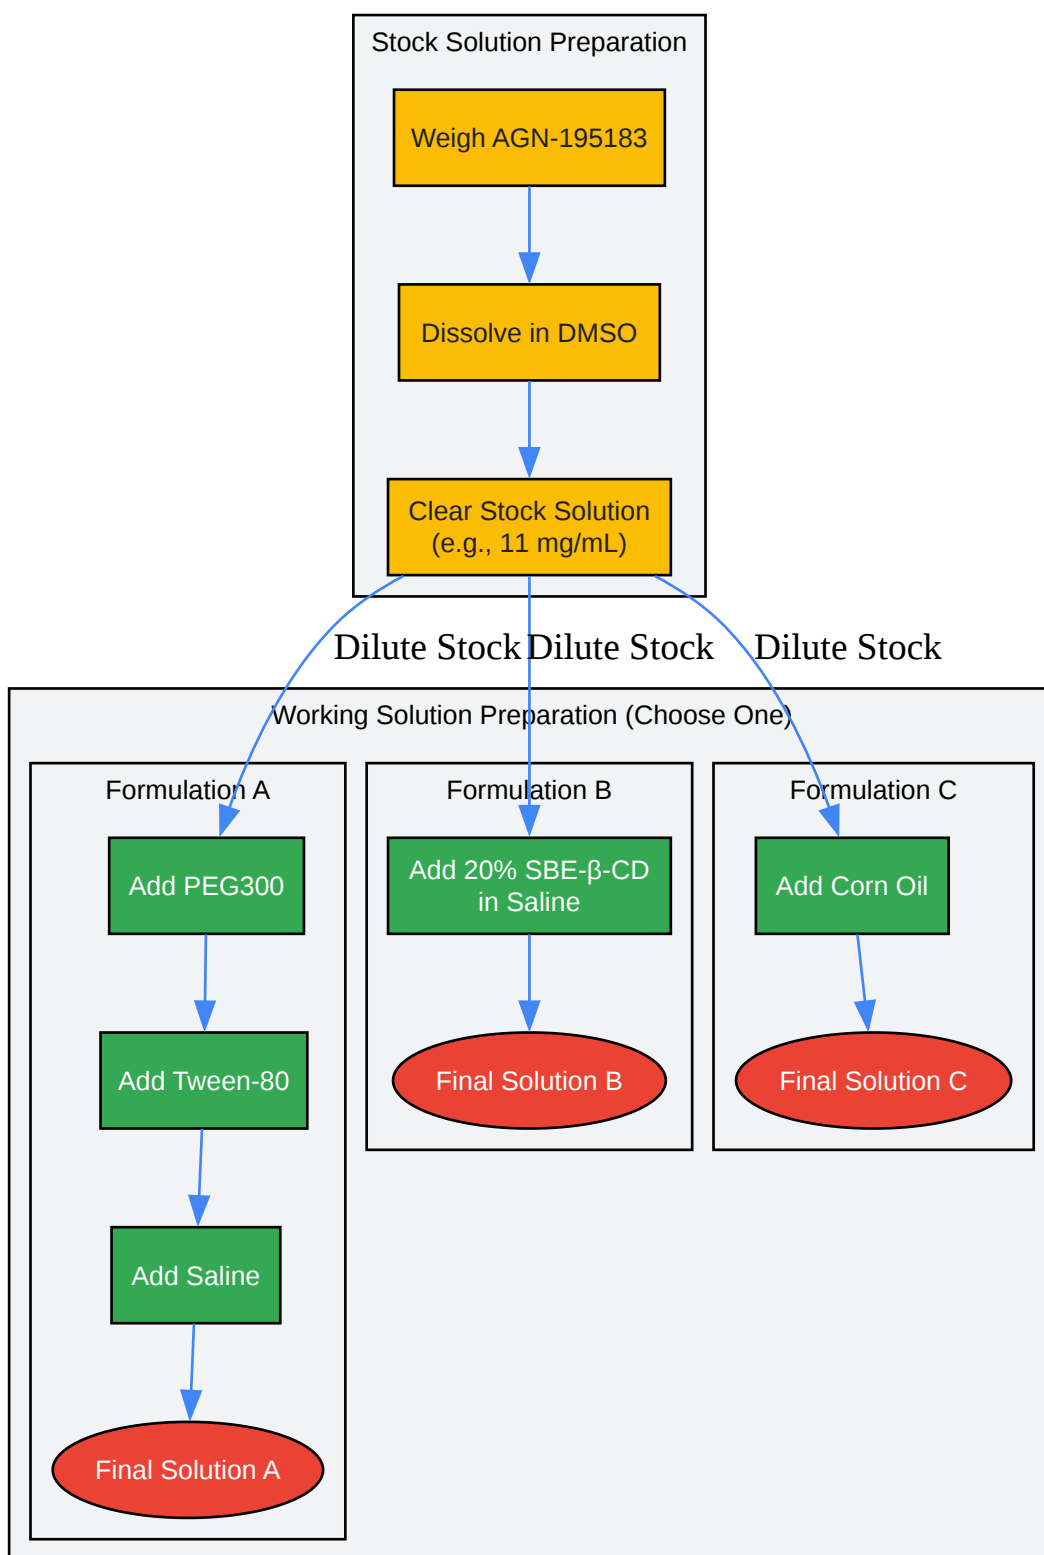 Stock Solution Preparation
Weigh AGN-195183
Dissolve in DMSO
Clear Stock Solution
(e.g., 11 mg/mL)
Dilute Stock
Dilute Stock
Dilute Stock
Working Solution Preparation (Choose One)
Formulation A
Add PEG300
Add Tween-80
Add Saline
Final Solution A
Formulation B
Add 20% SBE-β-CD
in Saline
Final Solution B
Formulation C
Add Corn Oil
Final Solution C